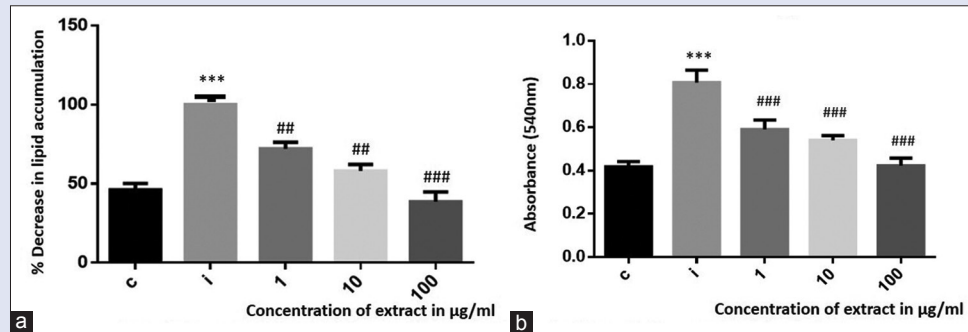 150
100
50
0
% Decrease in lipid accumulation
***
##
##
###
c
i
1
10
100
Concentration of extract in µg/ml
a
1.0
0.8
0.6
0.4
0.2
0.0
Absorbance (540nm)
***
###
###
###
c
i
1
10
100
Concentration of extract in µg/ml
b